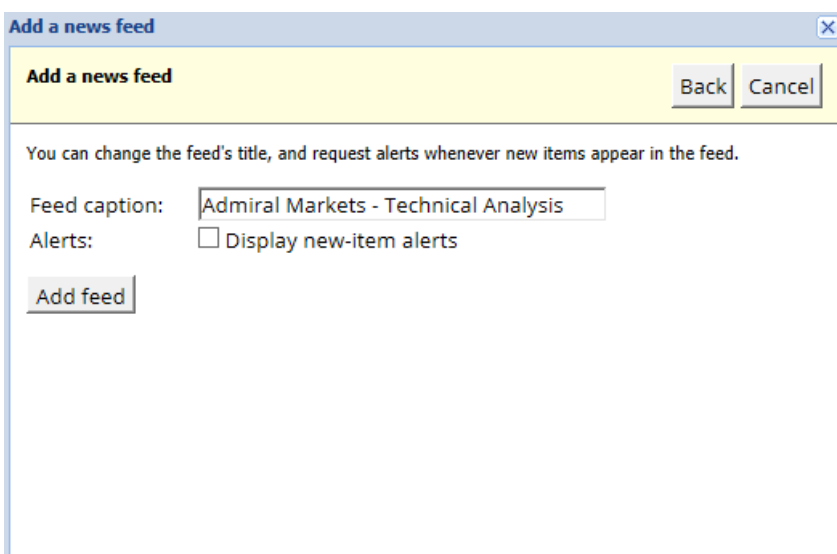 Add a news feed
Add a news feed
Back Cancel
You can change the feed's title, and request alerts whenever new items appear in the feed.
Feed caption: Admiral Markets - Technical Analysis
Alerts: Display new-item alerts
Add feed